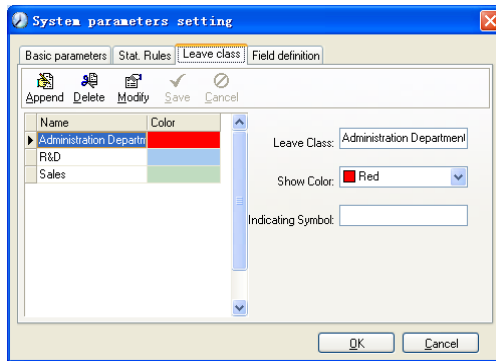 System parameters setting
Basic parameters Stat. Rules Leave class Field definition
Append Delete Modify Save Cancel
Name Color
Administration Departm
R&D
Sales
Leave Class: Administration Department
Show Color: Red
Indicating Symbol:
OK Cancel